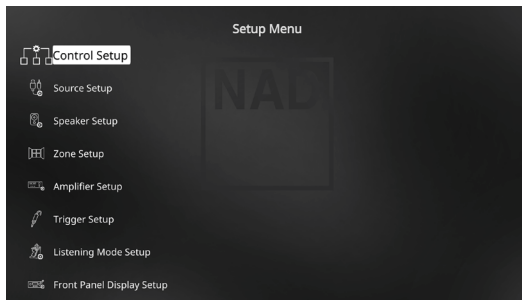 Setup Menu
Control Setup
NAD
Source Setup
Speaker Setup
Zone Setup
Amplifier Setup
Trigger Setup
Listening Mode Setup
Front Panel Display Setup